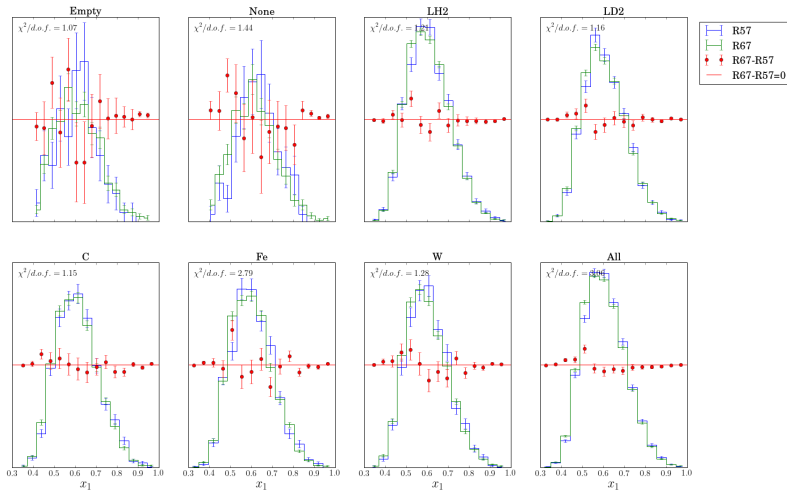 Empty
None
LH2
LD2
χ²/d.o.f. = 1.07
χ²/d.o.f. = 1.44
χ²/d.o.f. =
χ²/d.o.f. = 1.16
R57
R67
R67-R57
R67-R57=0
C
Fe
W
All
χ²/d.o.f. = 1.15
χ²/d.o.f. = 2.79
χ²/d.o.f. = 1.28
χ²/d.o.f. =
0.3 0.4 0.5 0.6 0.7 0.8 0.9 1.0
0.3 0.4 0.5 0.6 0.7 0.8 0.9 1.0
0.3 0.4 0.5 0.6 0.7 0.8 0.9 1.0
0.3 0.4 0.5 0.6 0.7 0.8 0.9 1.0
x₁
x₁
x₁
x₁